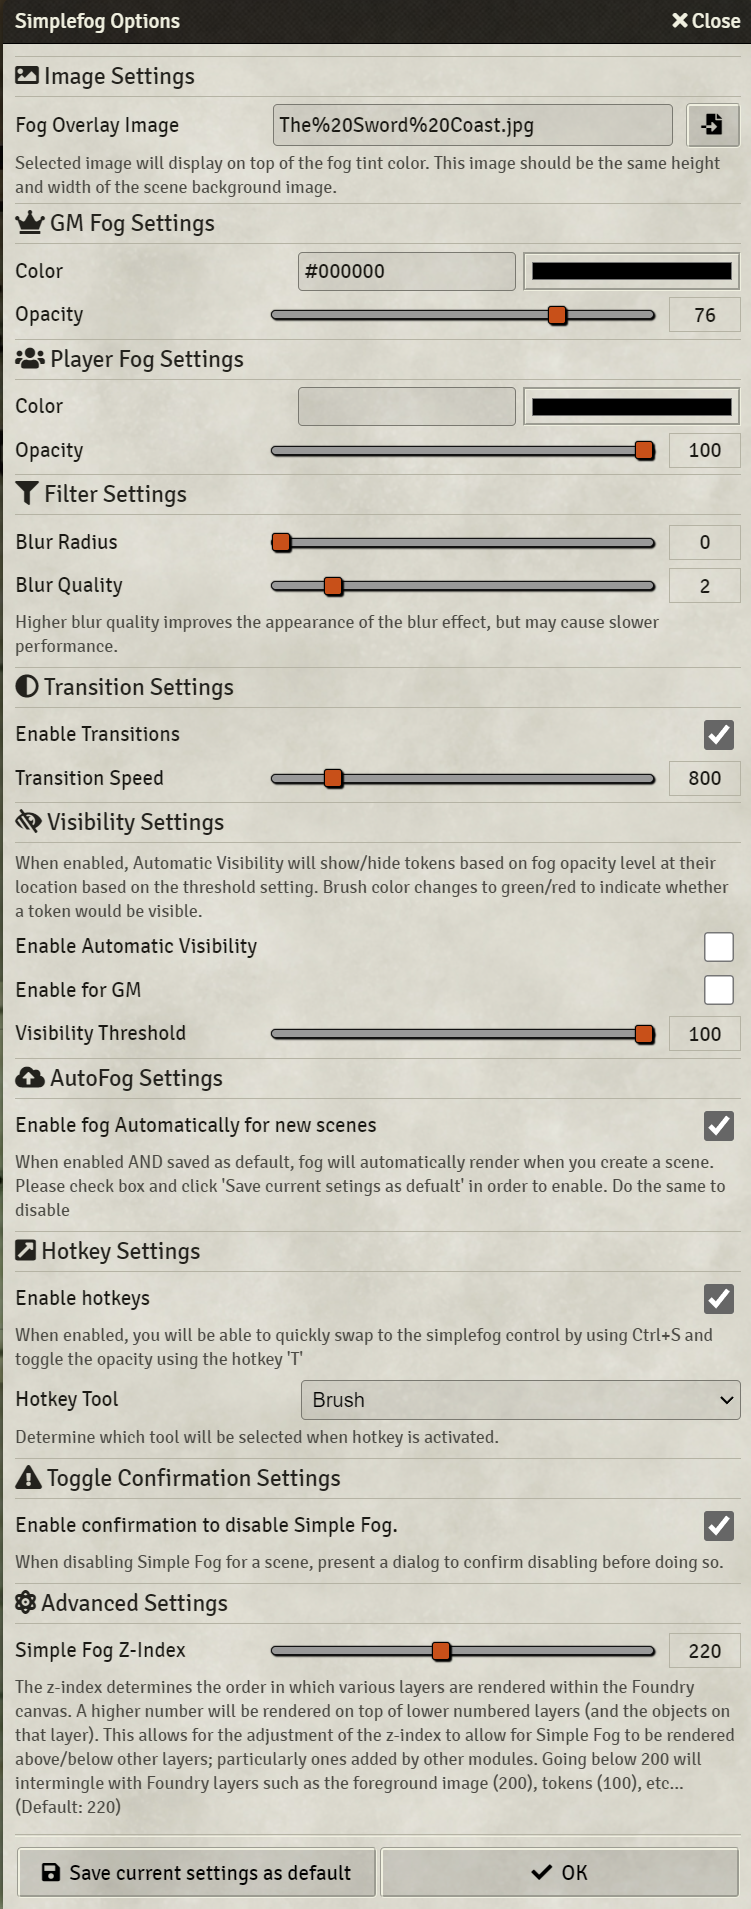 Simplefog Options
Close
Image Settings
Fog Overlay Image
The%20Sword%20Coast.jpg
Selected image will display on top of the fog tint color. This image should be the same height
and width of the scene background image.
GM Fog Settings
Color
#000000
Opacity
76
Player Fog Settings
Color
Opacity
100
Filter Settings
Blur Radius
0
Blur Quality
2
Higher blur quality improves the appearance of the blur effect, but may cause slower
performance.
Transition Settings
Enable Transitions
Transition Speed
800
Visibility Settings
When enabled, Automatic Visibility will show/hide tokens based on fog opacity level at their
location based on the threshold setting. Brush color changes to green/red to indicate whether
a token would be visible.
Enable Automatic Visibility
Enable for GM
Visibility Threshold
100
AutoFog Settings
Enable fog Automatically for new scenes
When enabled AND saved as default, fog will automatically render when you create a scene.
Please check box and click 'Save current setings as defualt' in order to enable. Do the same to
disable
Hotkey Settings
Enable hotkeys
When enabled, you will be able to quickly swap to the simplefog control by using Ctrl+S and
toggle the opacity using the hotkey 'T'
Hotkey Tool
Brush
Determine which tool will be selected when hotkey is activated.
Toggle Confirmation Settings
Enable confirmation to disable Simple Fog.
When disabling Simple Fog for a scene, present a dialog to confirm disabling before doing so.
Advanced Settings
Simple Fog Z-Index
220
The z-index determines the order in which various layers are rendered within the Foundry
canvas. A higher number will be rendered on top of lower numbered layers (and the objects on
that layer). This allows for the adjustment of the z-index to allow for Simple Fog to be rendered
above/below other layers; particularly ones added by other modules. Going below 200 will
intermingle with Foundry layers such as the foreground image (200), tokens (100), etc...
(Default: 220)
Save current settings as default
OK